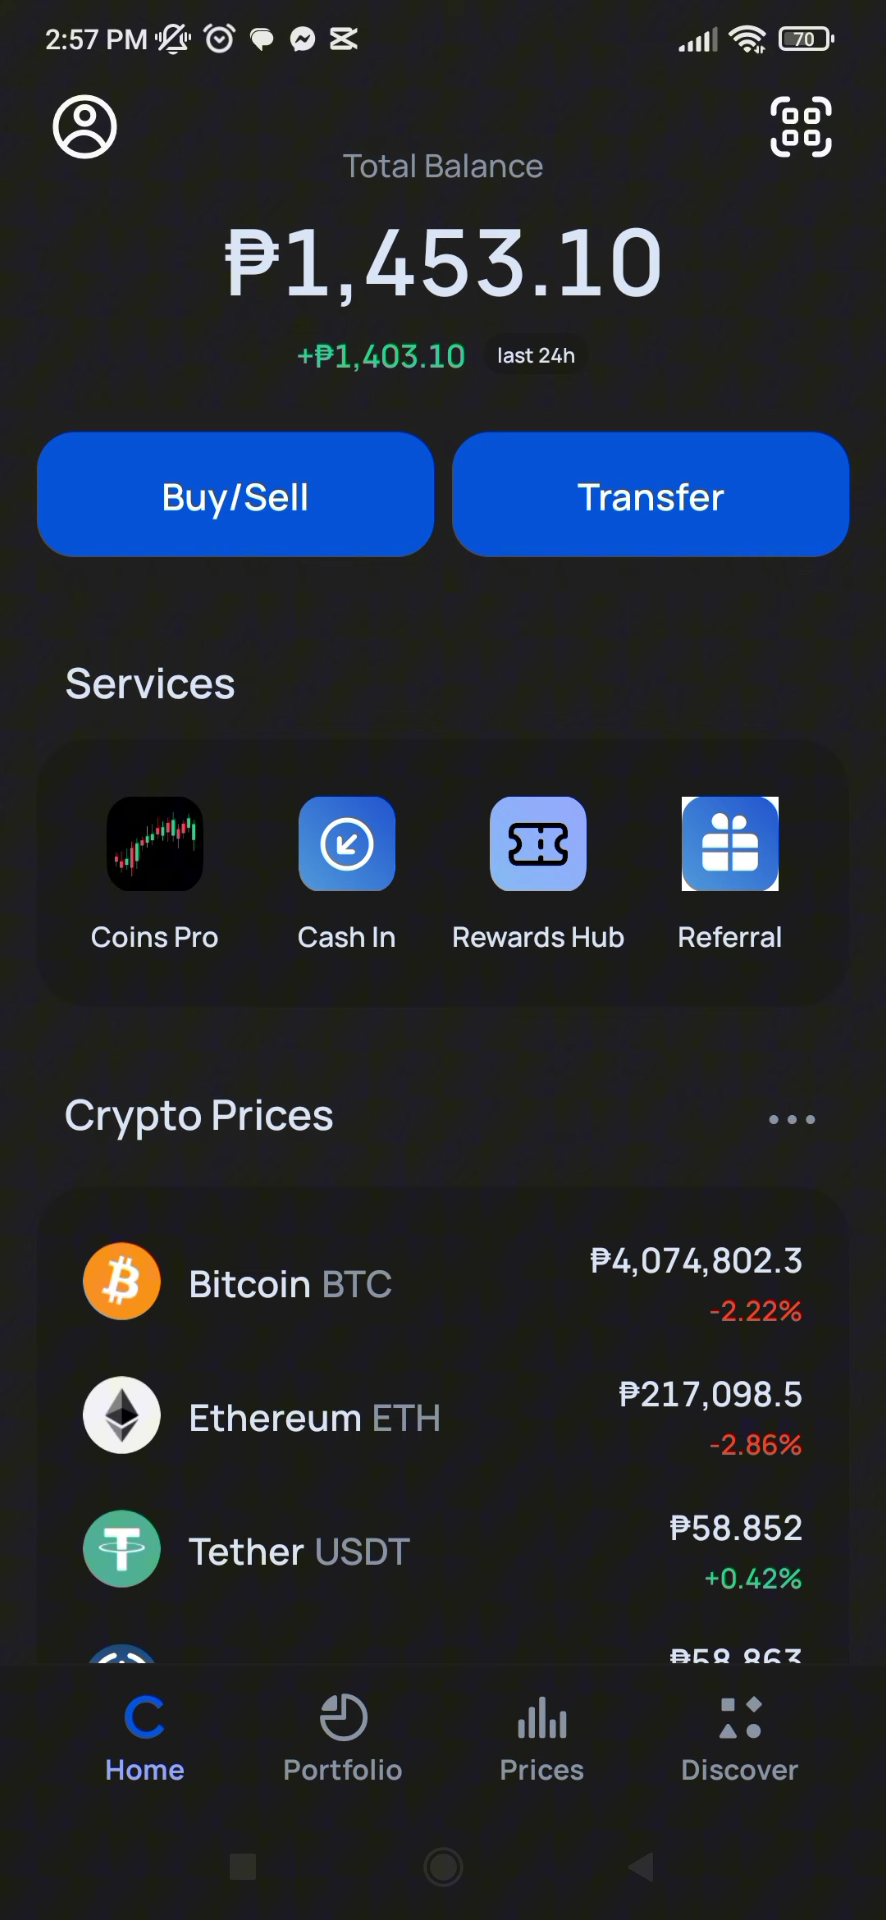 2:57 PM
70
Total Balance
₱1,453.10
+₱1,403.10 last 24h
Buy/Sell Transfer
Services
Coins Pro Cash In Rewards Hub Referral
Crypto Prices
Bitcoin BTC ₱4,074,802.3
-2.22%
Ethereum ETH ₱217,098.5
-2.86%
Tether USDT ₱58.852
+0.42%
₱58.863
Home Portfolio Prices Discover